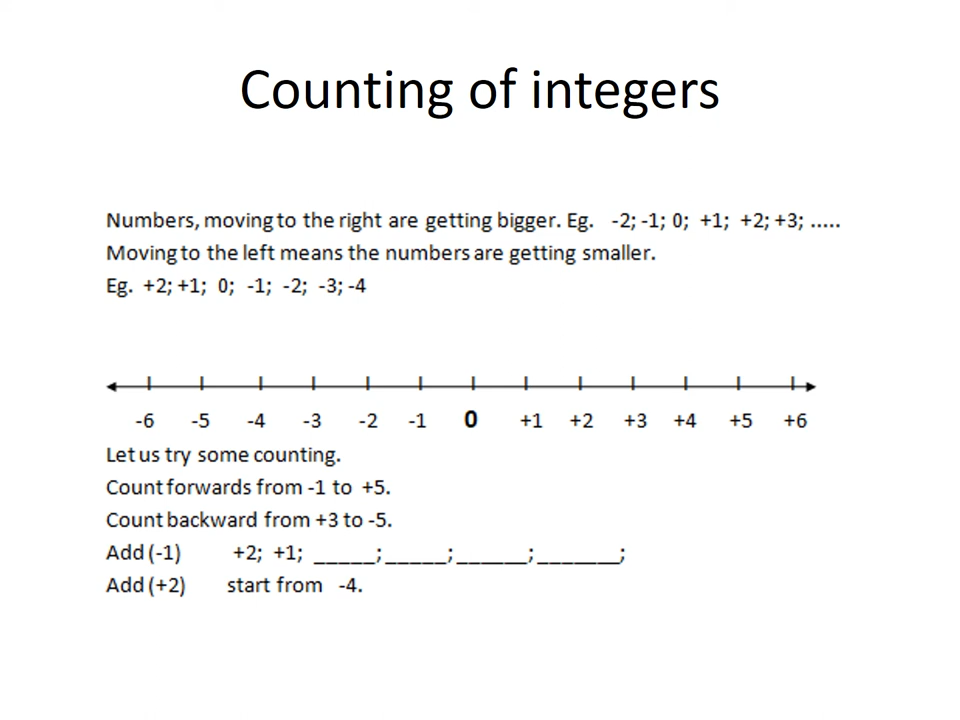 Counting of integers
Numbers, moving to the right are getting bigger. Eg. -2; -1; 0; +1; +2; +3; .....
Moving to the left means the numbers are getting smaller.
Eg. +2; +1; 0; -1; -2; -3; -4
-6 -5 -4 -3 -2 -1 0 +1 +2 +3 +4 +5 +6
Let us try some counting.
Count forwards from -1 to +5.
Count backward from +3 to -5.
Add (-1) +2; +1; _____; _____; ______; _______;
Add (+2) start from -4.